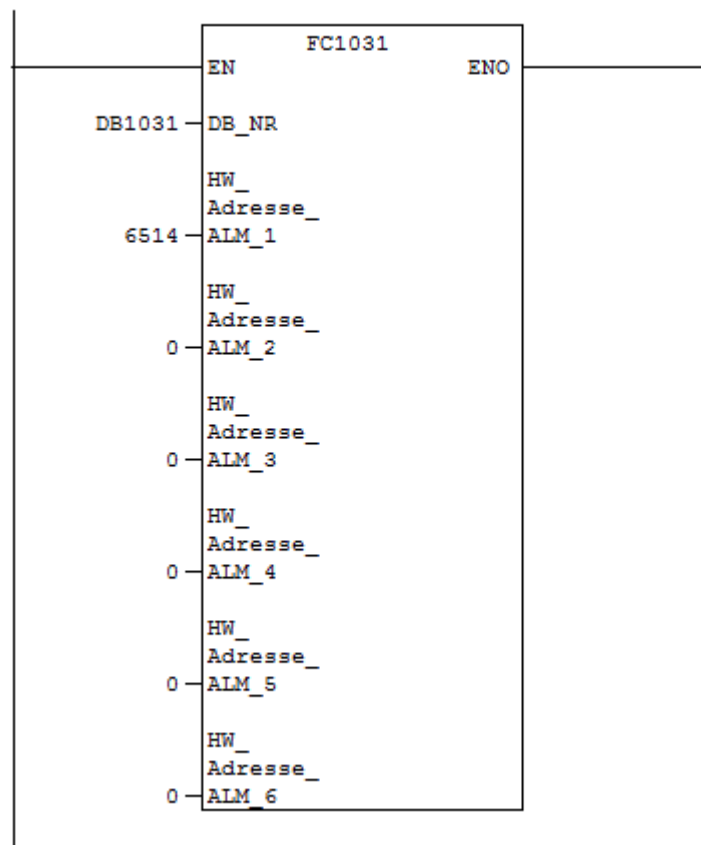 FC1031
EN ENO
DB1031 DB_NR
HW_
Adresse_
6514 ALM_1
HW_
Adresse_
0 ALM_2
HW_
Adresse_
0 ALM_3
HW_
Adresse_
0 ALM_4
HW_
Adresse_
0 ALM_5
HW_
Adresse_
0 ALM_6